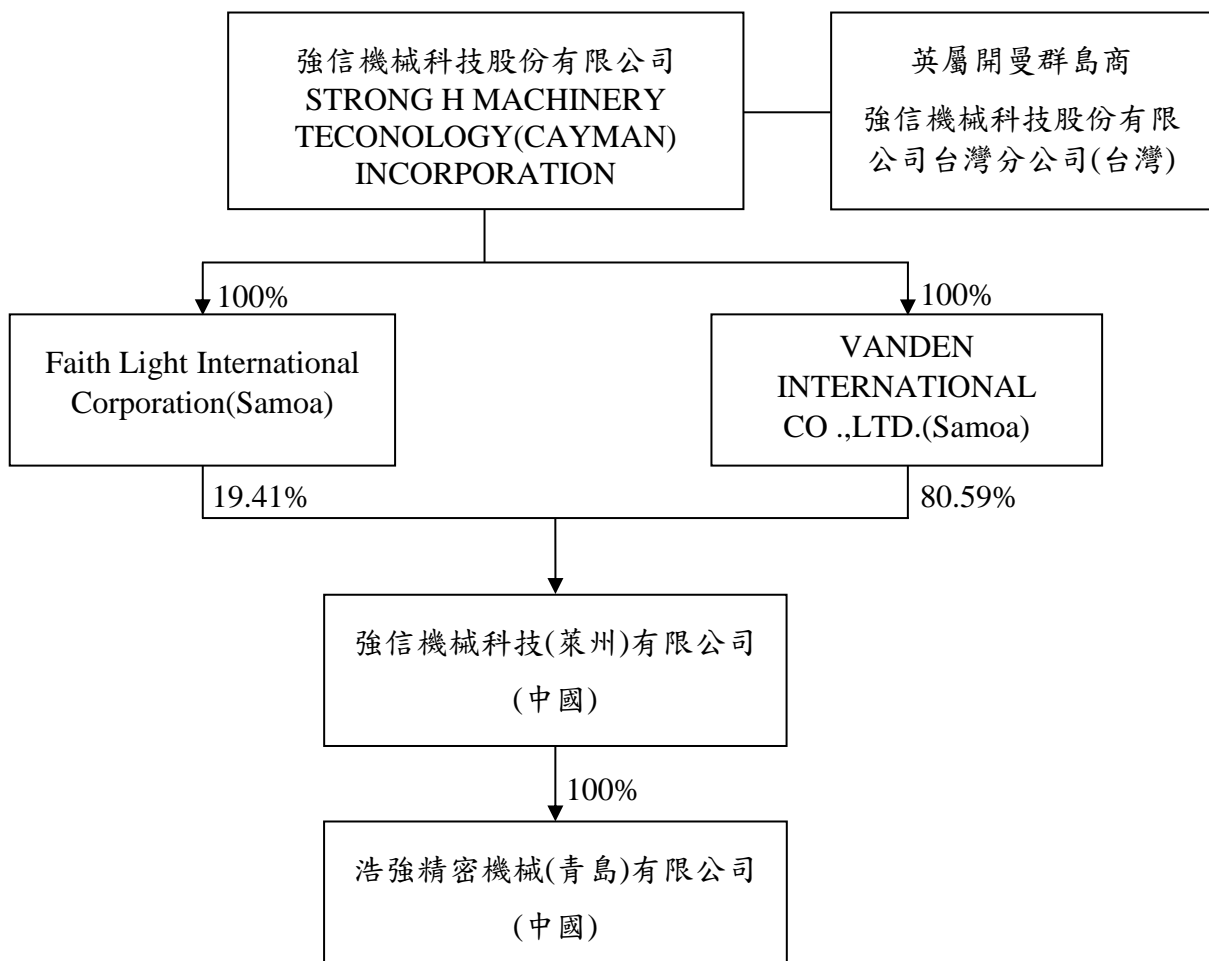 強信機械科技股份有限公司
STRONG H MACHINERY
TECONOLOGY(CAYMAN)
INCORPORATION
英屬開曼群島商
強信機械科技股份有限
公司台灣分公司(台灣)
100%
100%
Faith Light International
Corporation(Samoa)
VANDEN
INTERNATIONAL
CO .,LTD.(Samoa)
19.41%
80.59%
強信機械科技(萊州)有限公司
(中國)
100%
浩強精密機械(青島)有限公司
(中國)